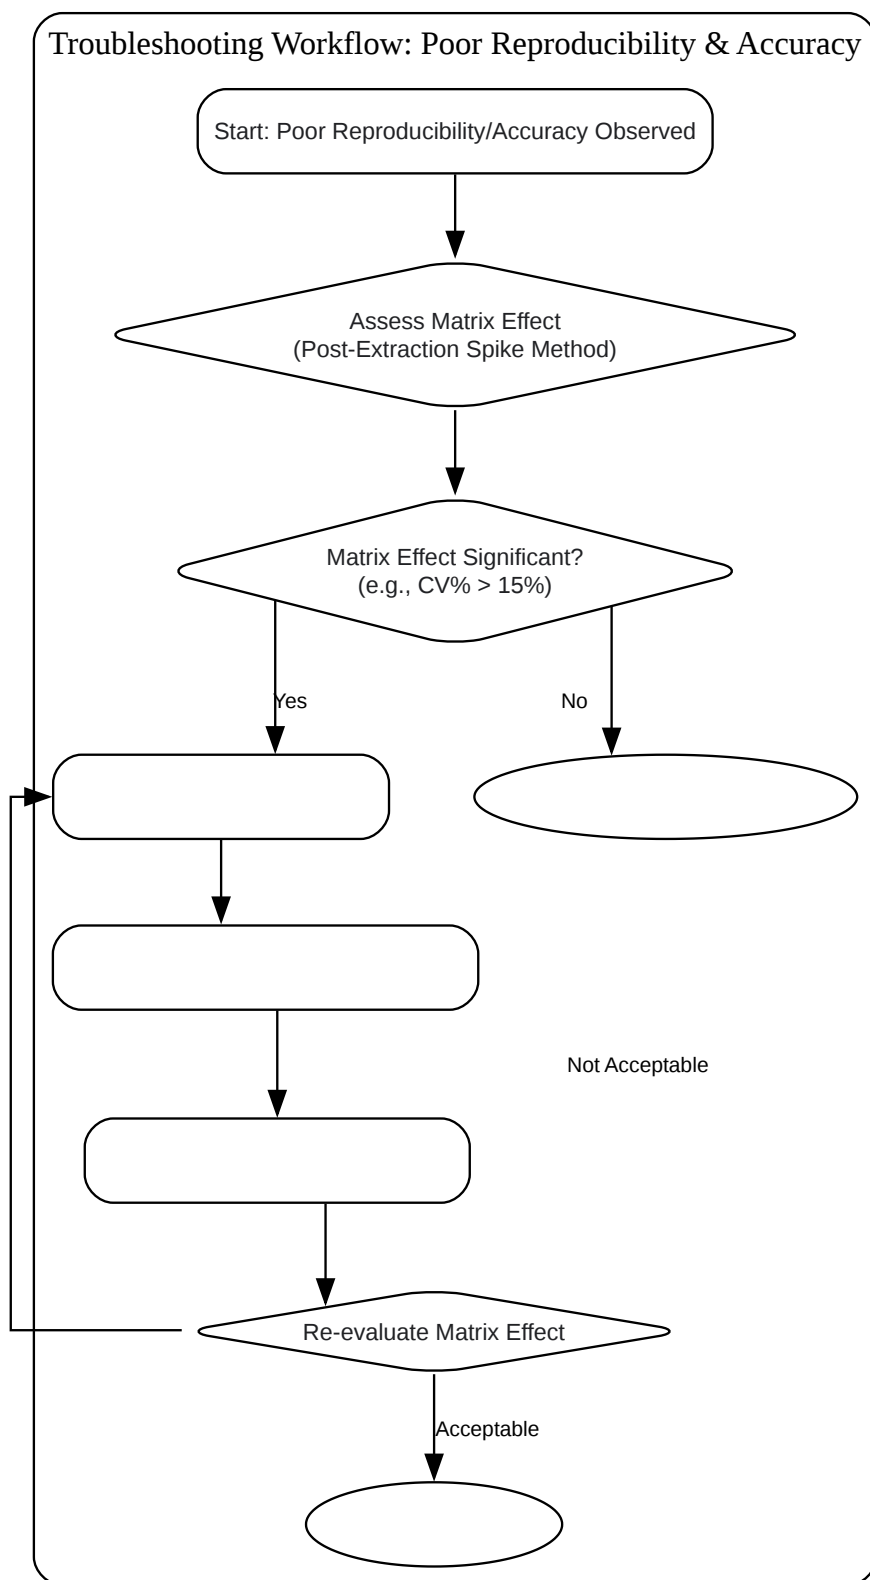 Troubleshooting Workflow: Poor Reproducibility & Accuracy
Start: Poor Reproducibility/Accuracy Observed
Assess Matrix Effect
(Post-Extraction Spike Method)
Matrix Effect Significant?
(e.g., CV% > 15%)
Yes
No
Not Acceptable
Re-evaluate Matrix Effect
Acceptable